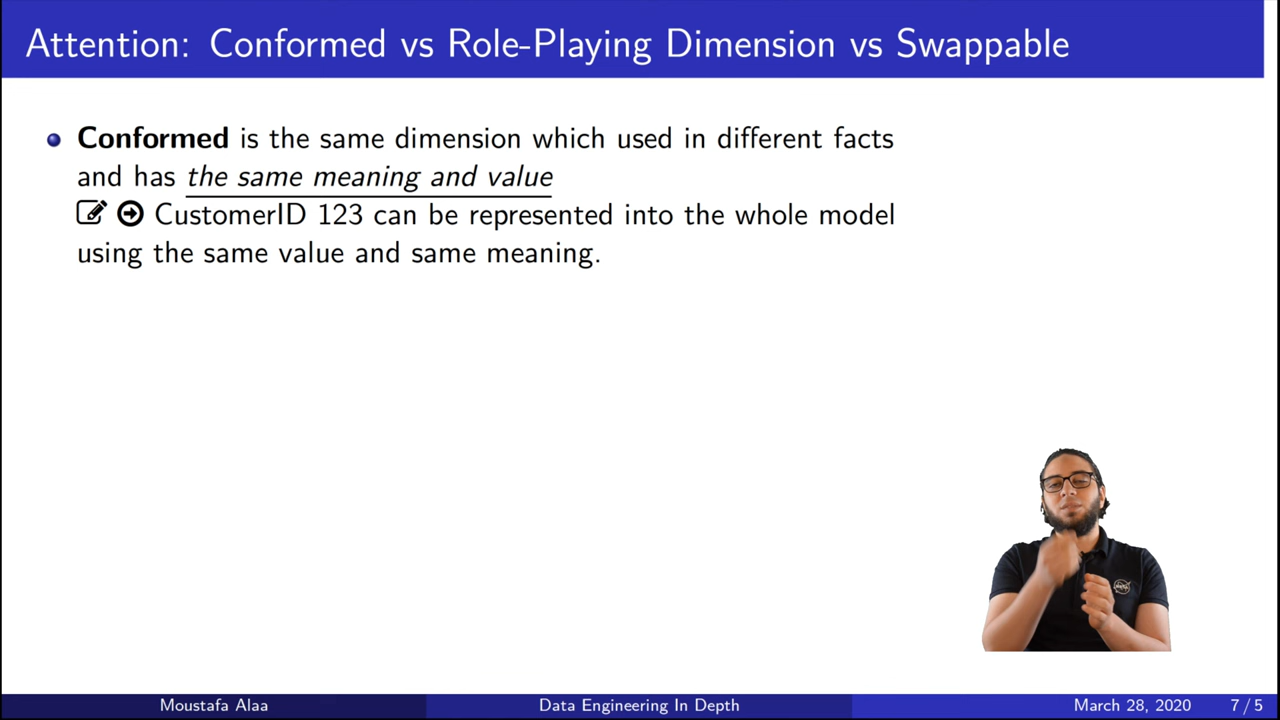 Attention: Conformed vs Role-Playing Dimension vs Swappable
Conformed is the same dimension which used in different facts
and has the same meaning and value
CustomerID 123 can be represented into the whole model
using the same value and same meaning.
Moustafa Alaa
Data Engineering In Depth
March 28, 2020
7 / 5